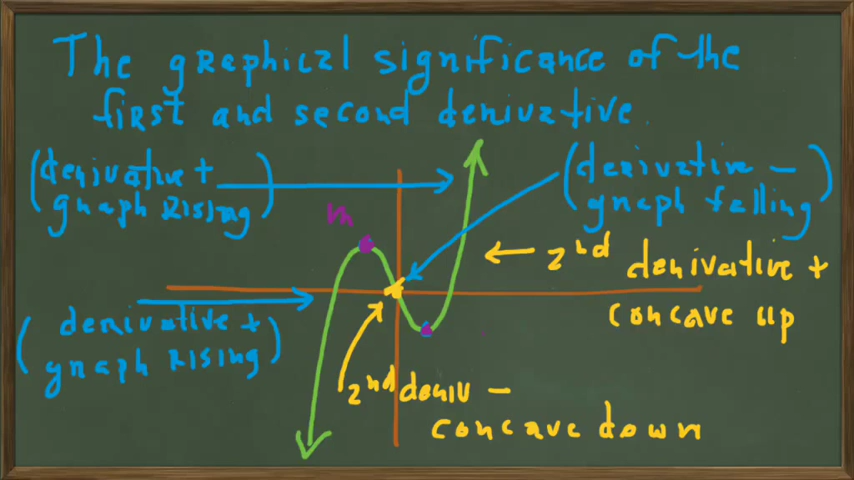 The graphical significance of the
first and second derivative.
(derivative +
graph Rising)
(derivative -
graph falling)
m
2nd derivative +
concave up
(derivative +
graph Rising)
2nd deriv -
concave down